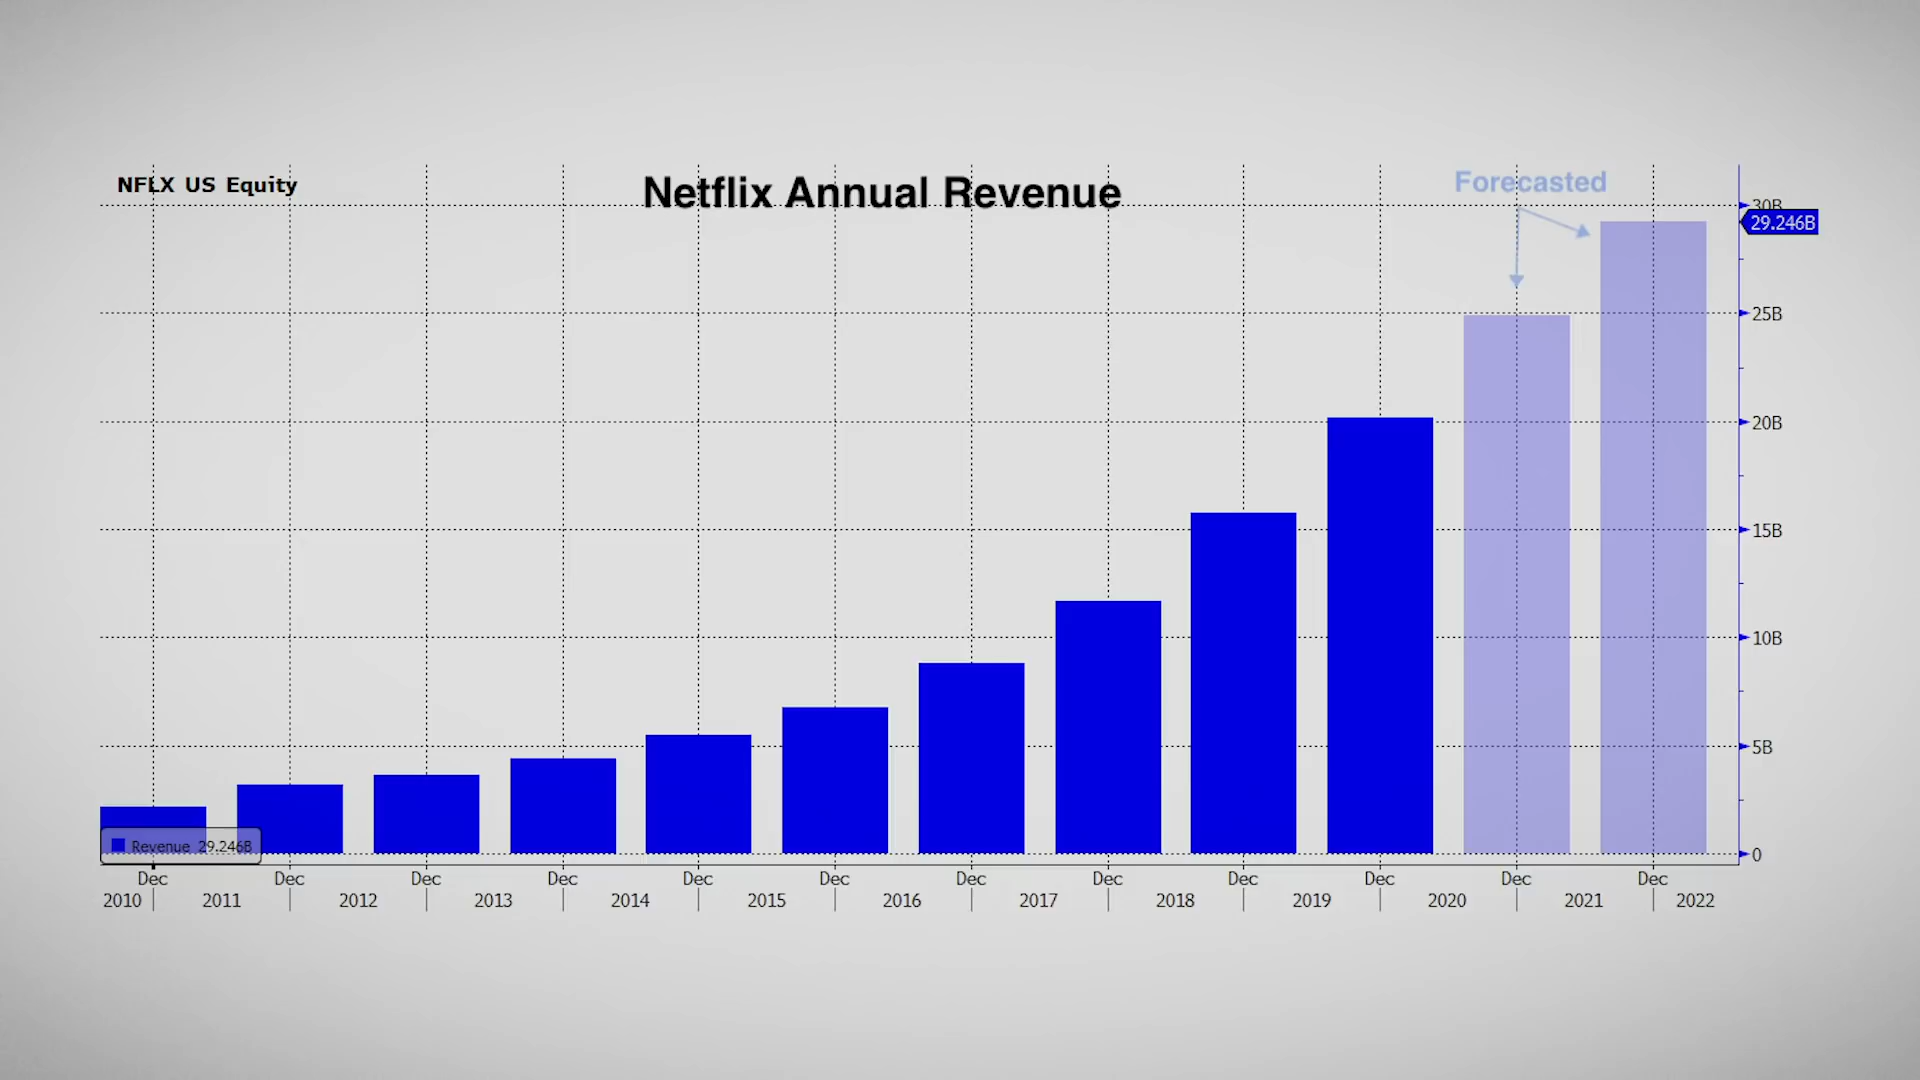 NFLX US Equity
Netflix Annual Revenue
Forecasted
30B
29.246B
25B
20B
15B
10B
5B
0
Revenue 29.246B
Dec Dec Dec Dec Dec Dec Dec Dec Dec Dec Dec Dec
2010 2011 2012 2013 2014 2015 2016 2017 2018 2019 2020 2021 2022